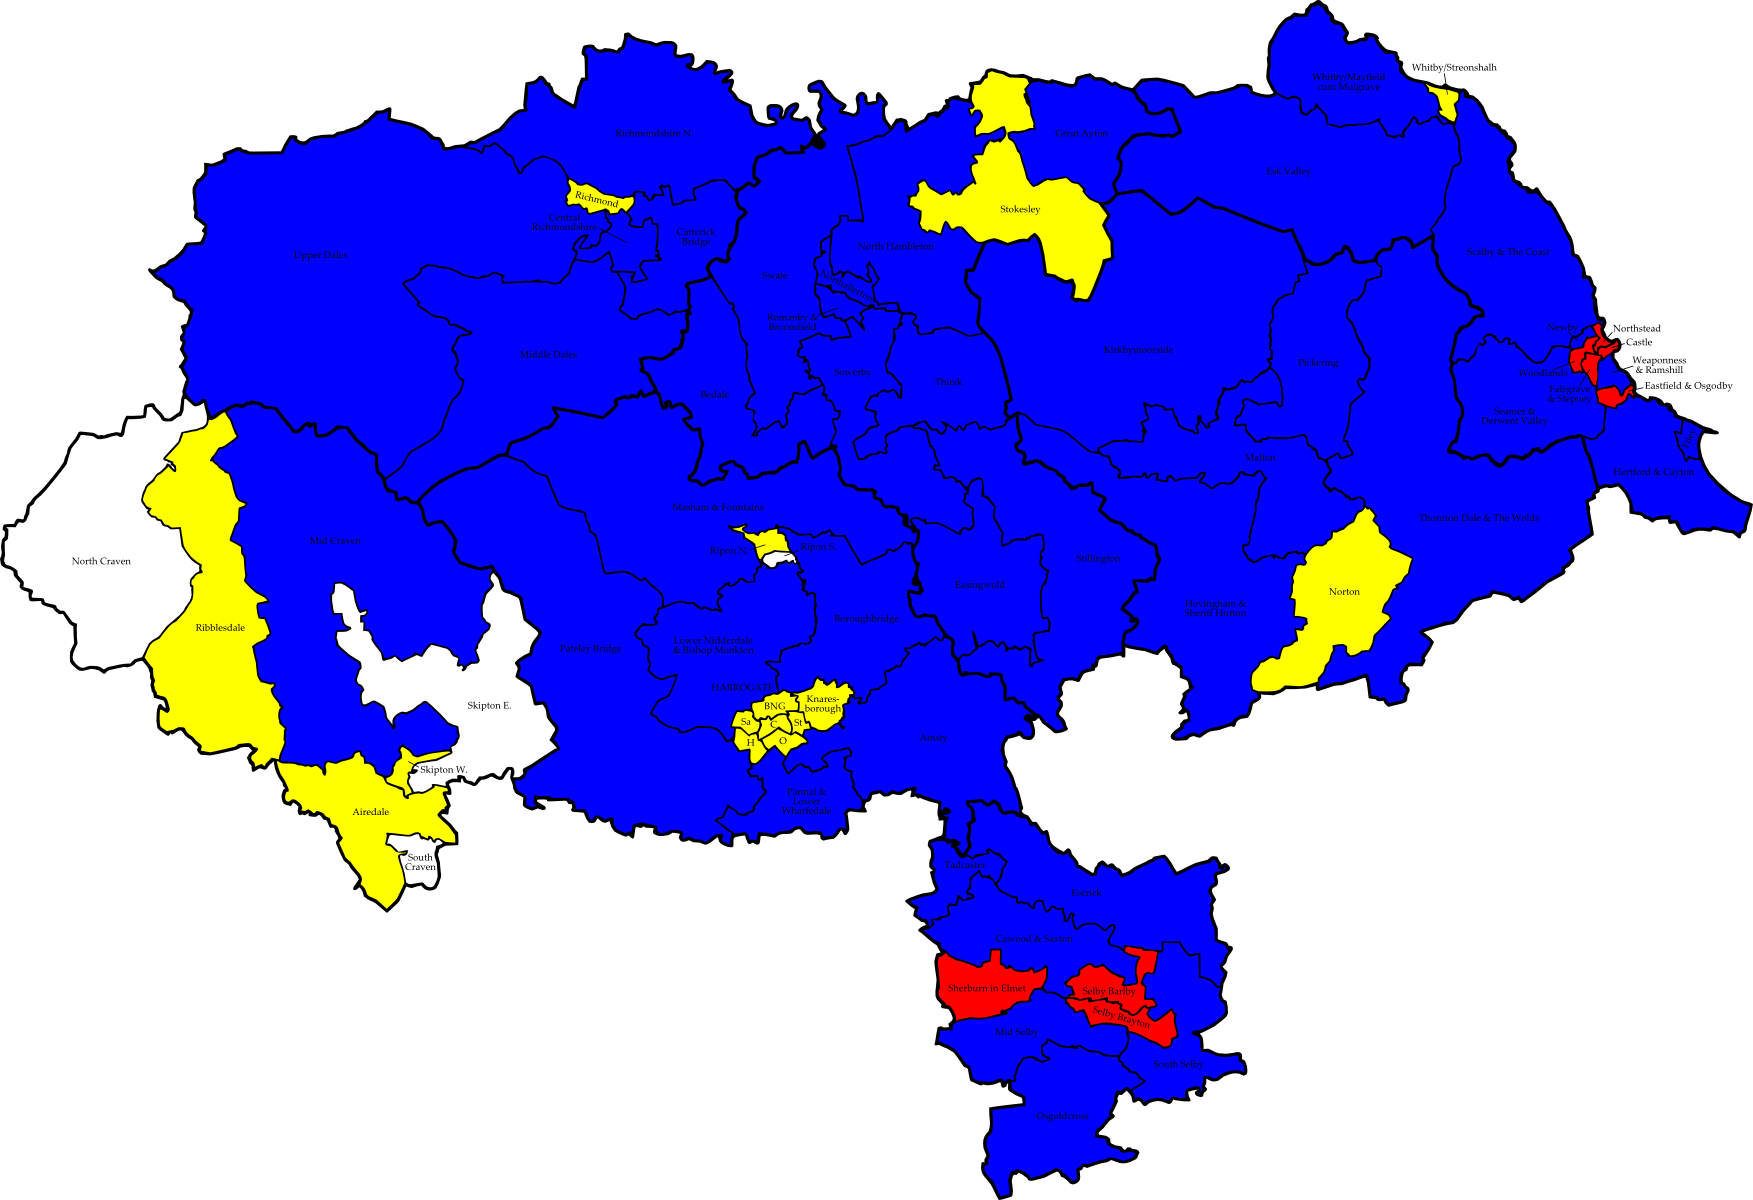 Whitby/Streonshalh
Whitby/Mayfield
cum Mulgrave
Richmondshire N.
Great Ayton
Esk Valley
Richmond
Stokesley
Central
Richmondshire
Catterick
Bridge
North Hambleton
Upper Dales
Scalby & The Coast
Swale
Northallerton
Romanby &
Broomfield
Newby
Northstead
Castle
Middle Dales
Kirkbymoorside
Pickering
Weaponness
& Ramshill
Woodlands
Sowerby
Thirsk
Eastfield & Osgodby
Falsgrave
& Stepney
Bedale
Seamer &
Derwent Valley
Filey
Malton
Hertford & Cayton
Masham & Fountains
Thornton Dale & The Wolds
Mid Craven
Ripon N.
Ripon S.
North Craven
Stillington
Easingwold
Norton
Hovingham &
Sheriff Hutton
Boroughbridge
Ribblesdale
Lower Nidderdale
& Bishop Monkton
Pateley Bridge
HARROGATE
Knares-
borough
BNG
Skipton E.
Sa
C
St
H
O
Ainsty
Skipton W.
Pannal &
Lower
Wharfedale
Airedale
South
Craven
Tadcaster
Escrick
Cawood & Saxton
Sherburn in Elmet
Selby Barlby
Selby Brayton
Mid Selby
South Selby
Osgoldcross